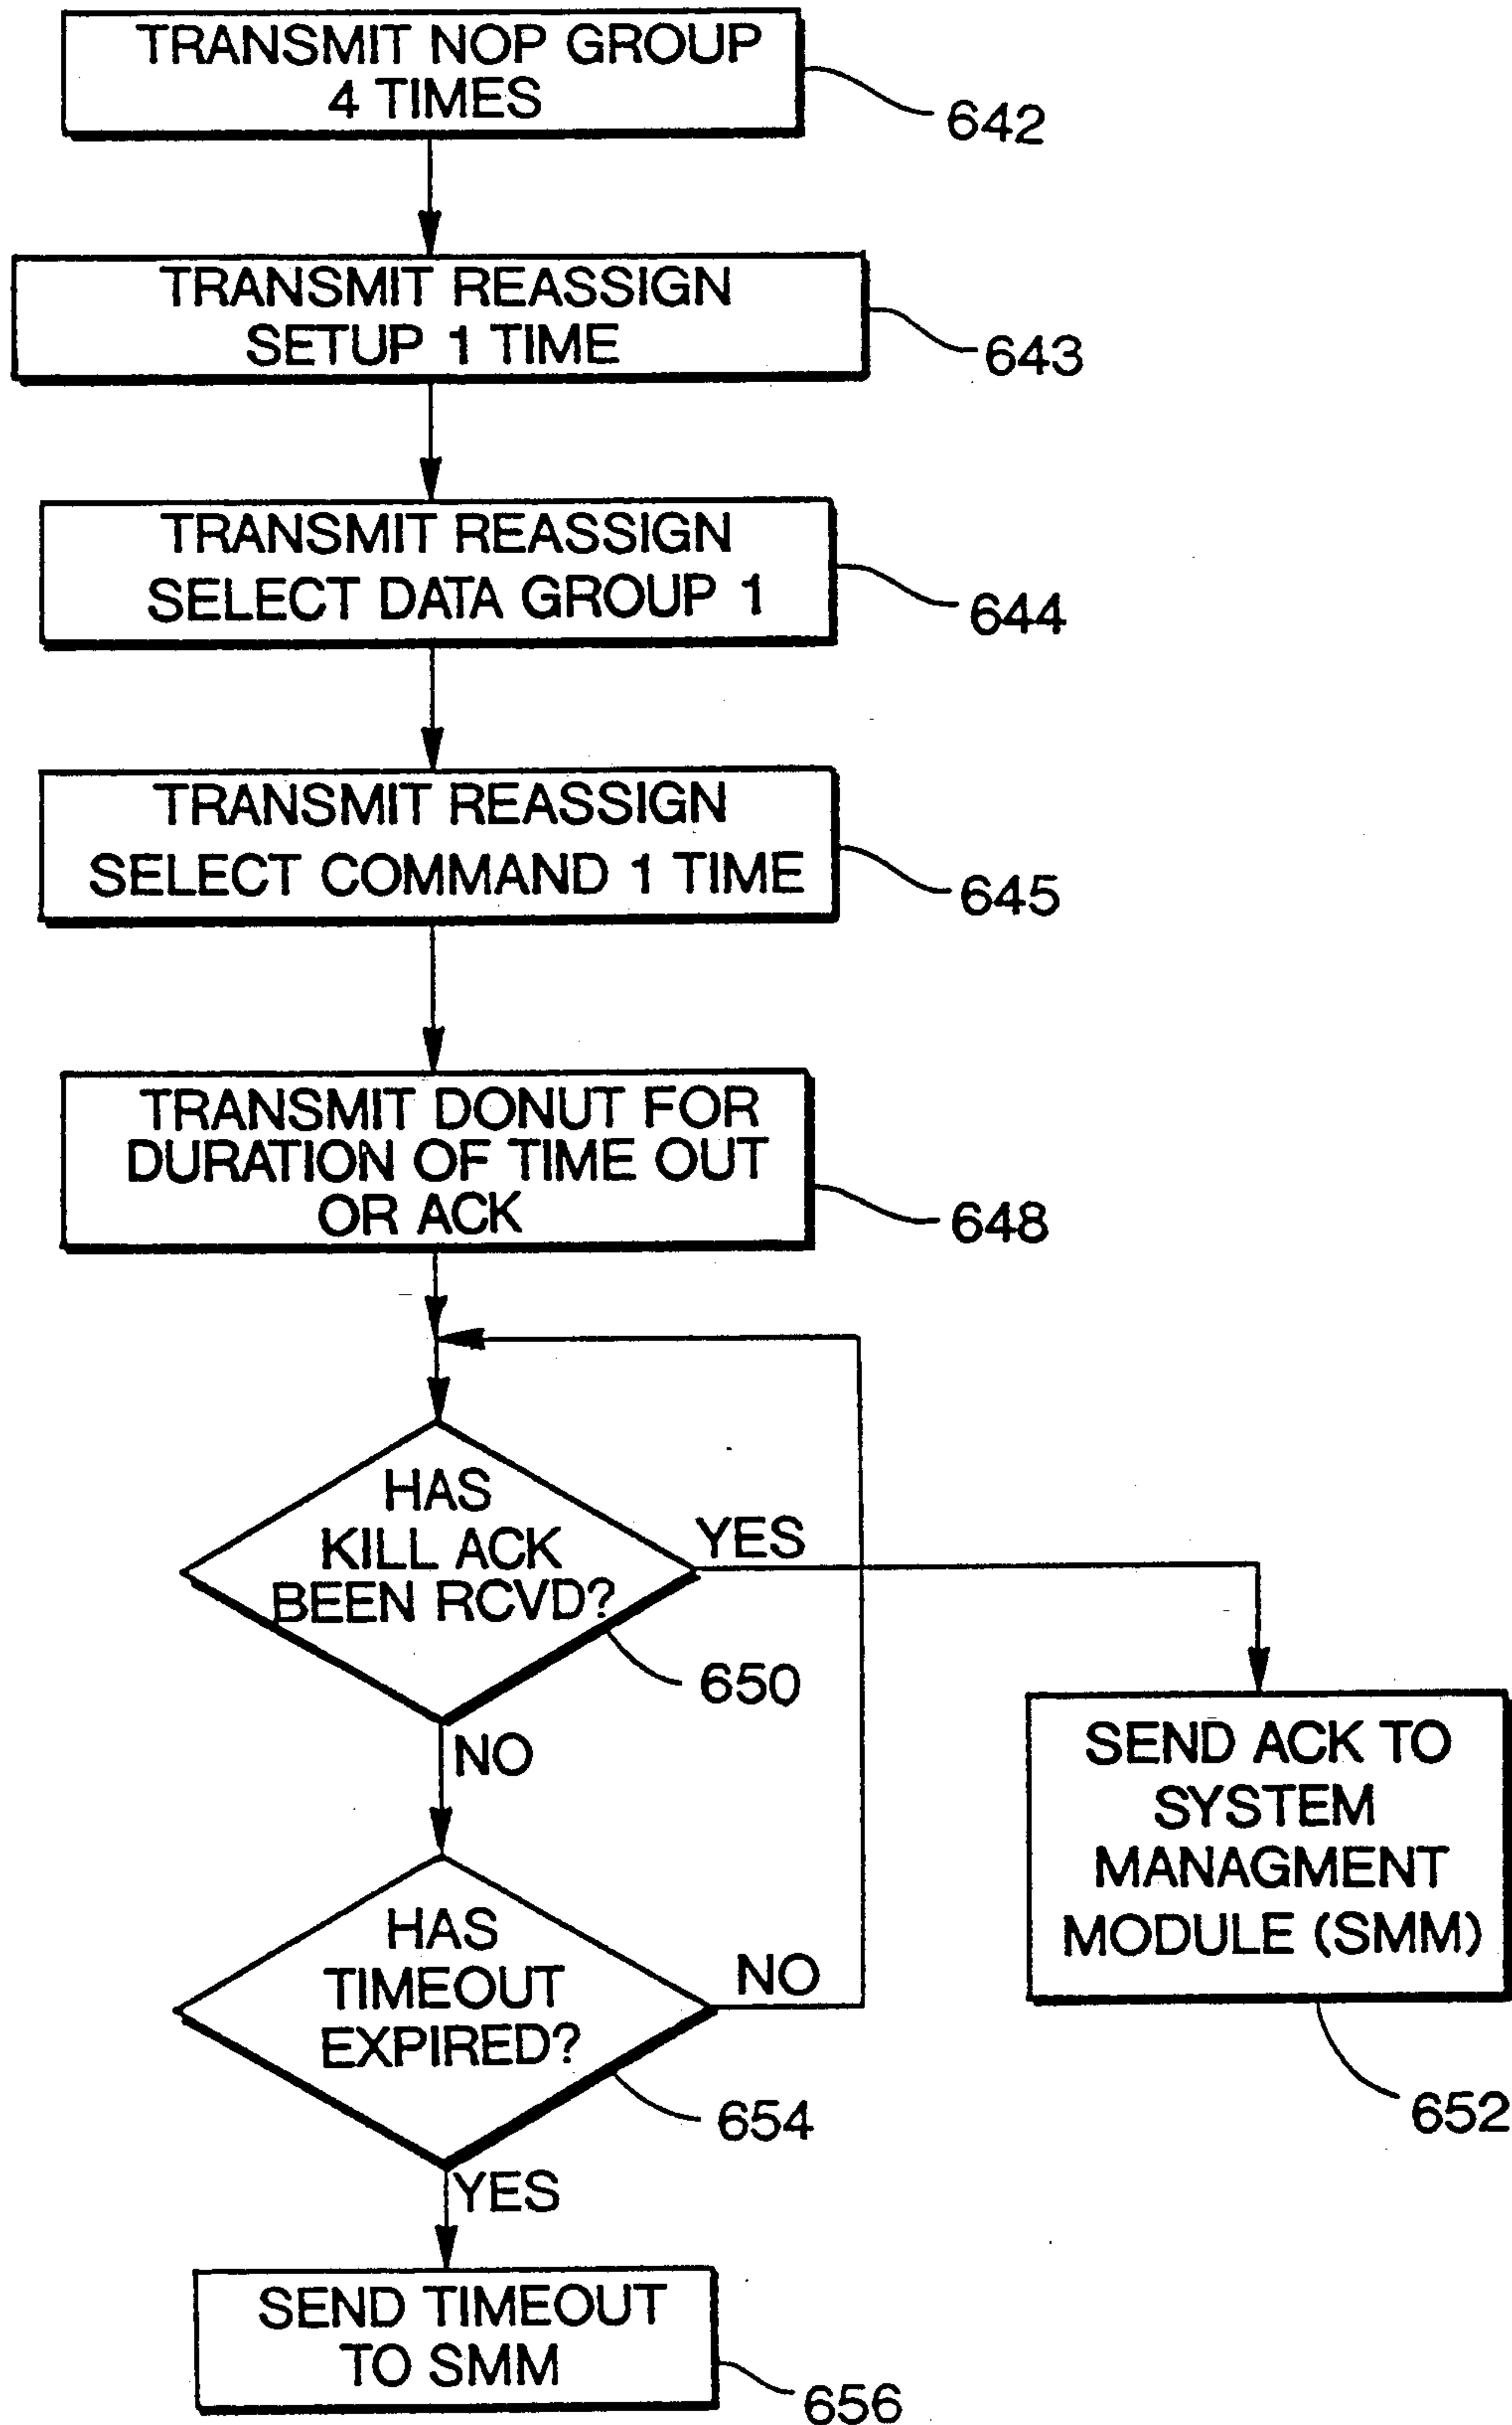 TRANSMIT NOP GROUP
4 TIMES
642
TRANSMIT REASSIGN
SETUP 1 TIME
643
TRANSMIT REASSIGN
SELECT DATA GROUP 1
644
TRANSMIT REASSIGN
SELECT COMMAND 1 TIME
645
TRANSMIT DONUT FOR
DURATION OF TIME OUT
OR ACK
648
HAS
KILL ACK
BEEN RCVD?
YES
650
NO
SEND ACK TO
SYSTEM
MANAGMENT
MODULE (SMM)
652
HAS
TIMEOUT
EXPIRED?
NO
654
YES
SEND TIMEOUT
TO SMM
656